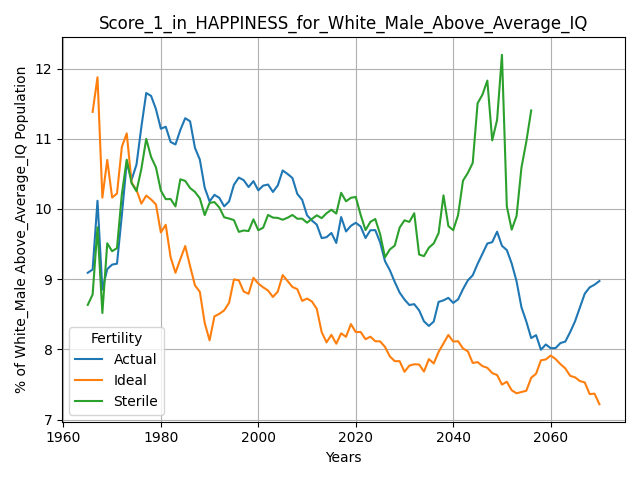 Score_1_in_HAPPINESS_for_White_Male_Above_Average_IQ
% of White_Male Above_Average_IQ Population
12
11
10
9
8
7
Fertility
Actual
Ideal
Sterile
1960
1980
2000
2020
2040
2060
Years